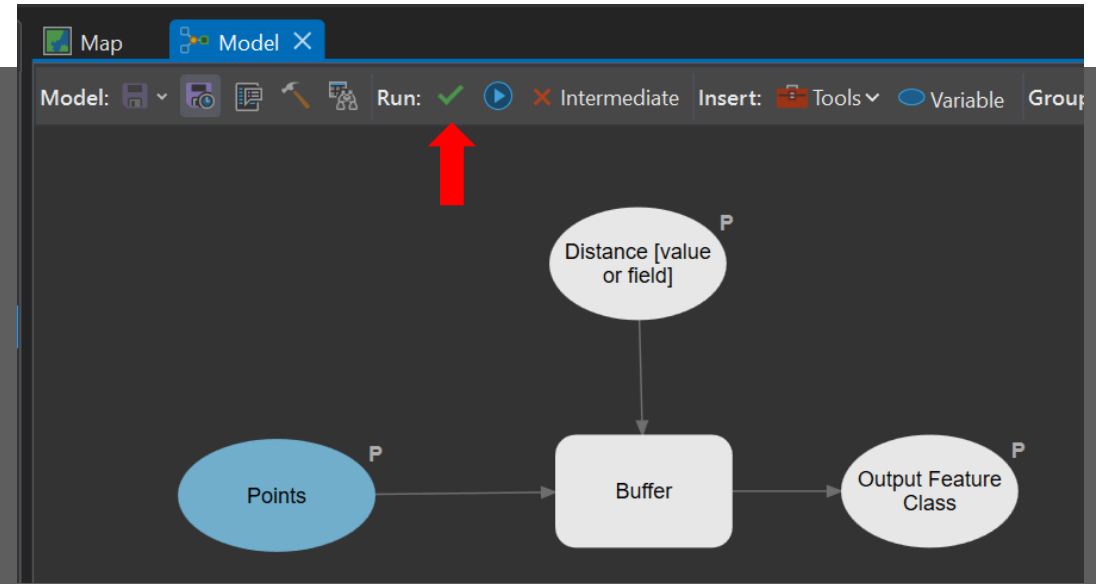 Map Model
Model: Run: Intermediate Insert: Tools Variable Group
P
Distance [value
or field]
P
Points
Buffer
P
Output Feature
Class